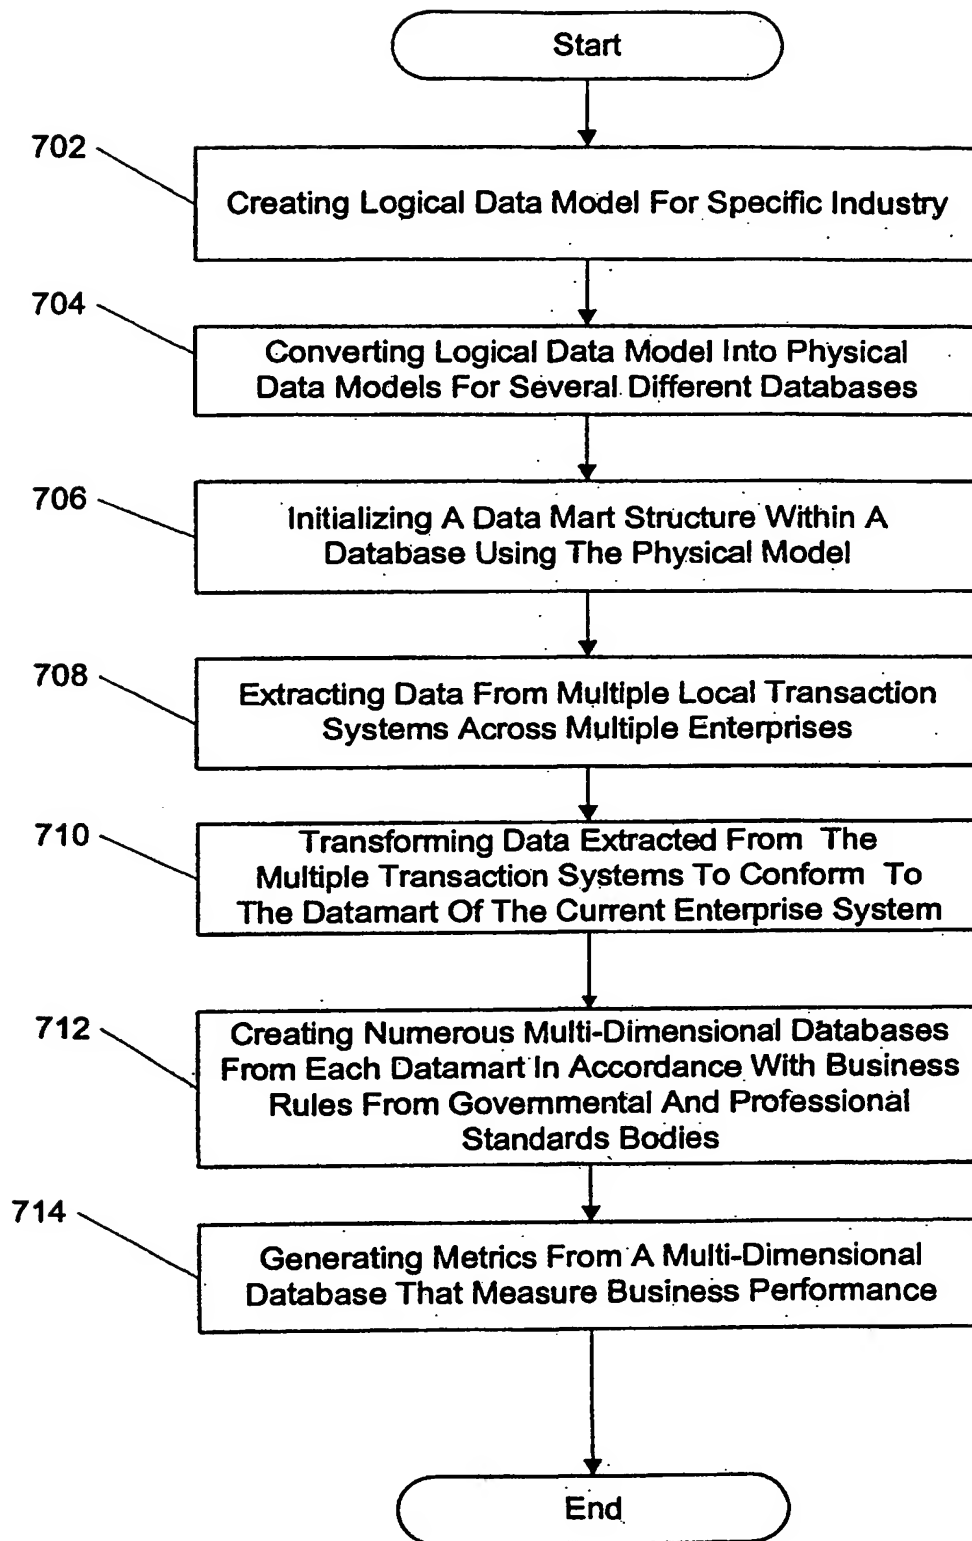 Start
702
Creating Logical Data Model For Specific Industry
704
Converting Logical Data Model Into Physical
Data Models For Several Different Databases
706
Initializing A Data Mart Structure Within A
Database Using The Physical Model
708
Extracting Data From Multiple Local Transaction
Systems Across Multiple Enterprises
710
Transforming Data Extracted From The
Multiple Transaction Systems To Conform To
The Datamart Of The Current Enterprise System
712
Creating Numerous Multi-Dimensional Databases
From Each Datamart In Accordance With Business
Rules From Governmental And Professional
Standards Bodies
714
Generating Metrics From A Multi-Dimensional
Database That Measure Business Performance
End